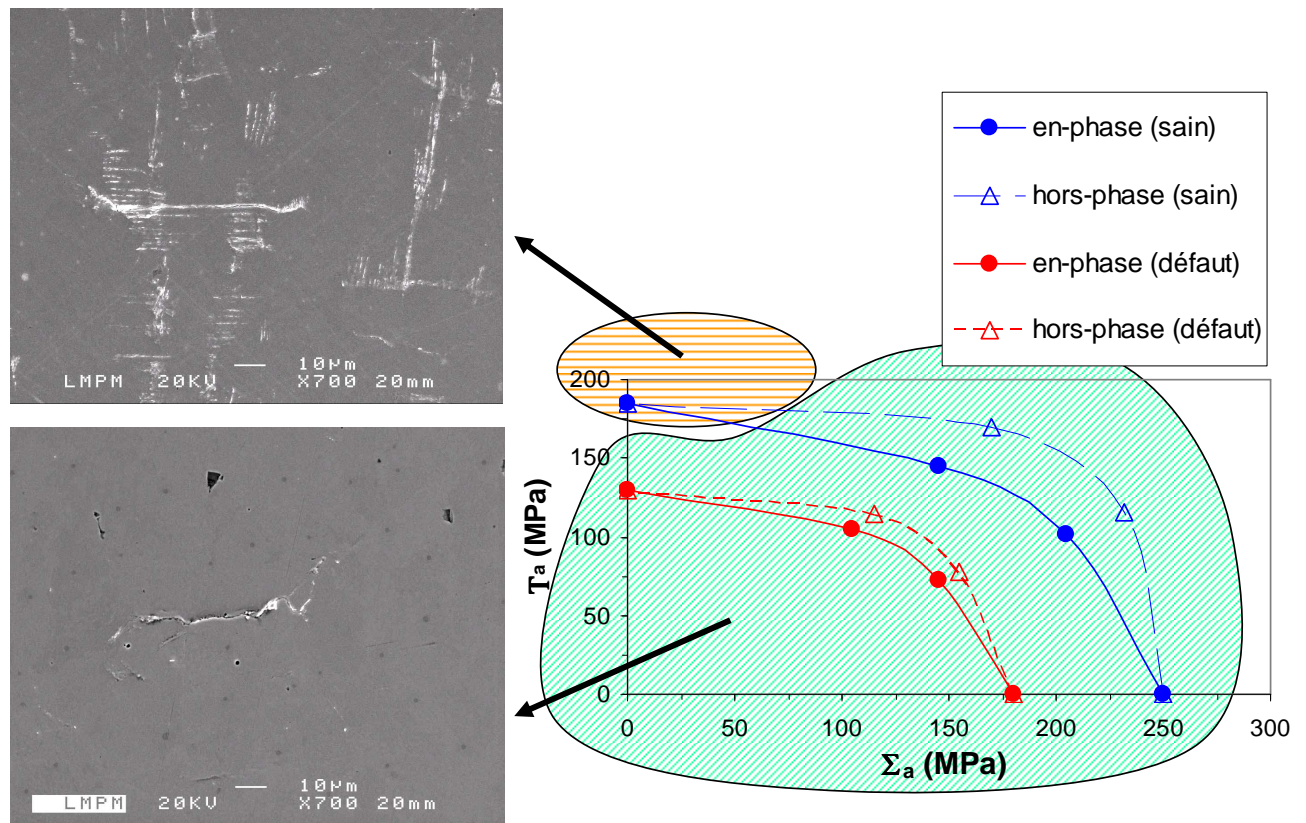 10µm
LMPM 20KV X700 20mm
10µm
LMPM 20KV X700 20mm
en-phase (sain)
hors-phase (sain)
en-phase (défaut)
hors-phase (défaut)
200
150
100
50
0
Ta (MPa)
0 50 100 150 200 250 300
Σa (MPa)